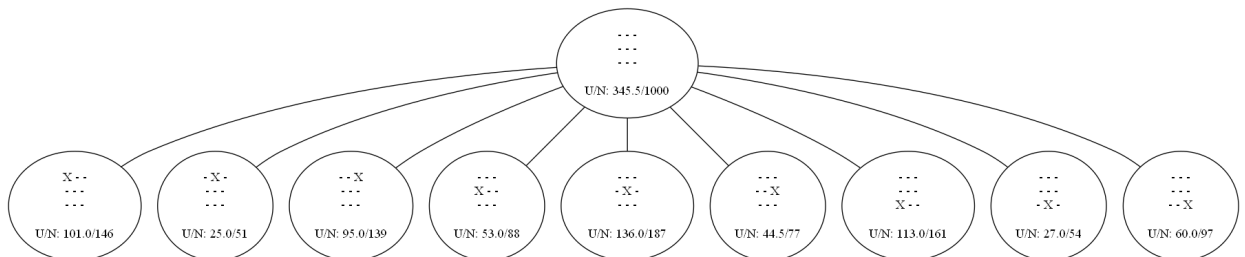 - - -
- - -
- - -
U/N: 345.5/1000
X - -
- - -
- - -
U/N: 101.0/146
- X -
- - -
- - -
U/N: 25.0/51
- - X
- - -
- - -
U/N: 95.0/139
- - -
X - -
- - -
U/N: 53.0/88
- - -
- X -
- - -
U/N: 136.0/187
- - -
- - X
- - -
U/N: 44.5/77
- - -
- - -
X - -
U/N: 113.0/161
- - -
- - -
- X -
U/N: 27.0/54
- - -
- - -
- - X
U/N: 60.0/97